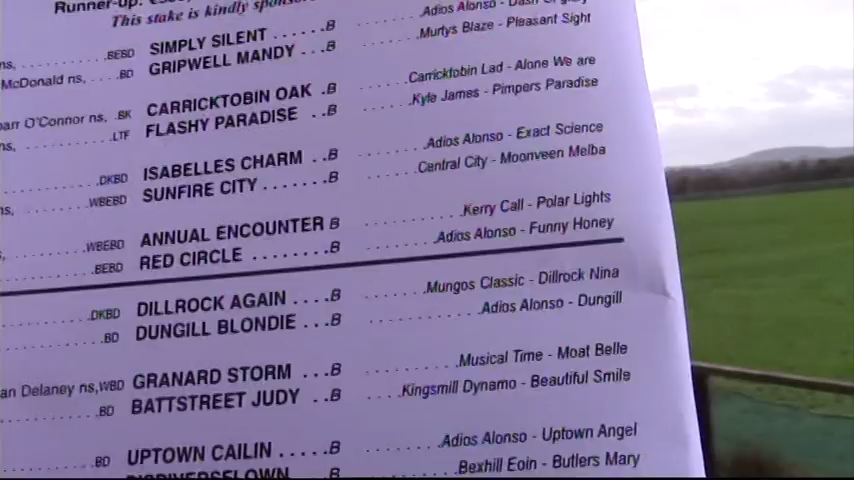 Runner-up:
This stake is kindly
ns, . . . . . . . . . . . .BEBD SIMPLY SILENT . . . . . .B . . . . . . . .Adios Alonso -
McDonald ns, . . . . .BD GRIPWELL MANDY . . .B . . . . . . . .Murtys Blaze - Pleasant Sight
O'Connor ns, .BK CARRICKTOBIN OAK .B . . . . . . .Carricktobin Lad - Alone We are
ns, . . . . . . . . . . . . .LTF FLASHY PARADISE . . .B . . . . . . .Kyle James - Pimpers Paradise
. . . . . . . . . . . . . .DKBD ISABELLES CHARM . . .B . . . . . . . . . .Adios Alonso - Exact Science
ns, . . . . . . . . . . .WBEBD SUNFIRE CITY . . . . . . . .B . . . . . . . .Central City - Moonveen Melba
. . . . . . . . . . . . .WBEBD ANNUAL ENCOUNTER B . . . . . . . . . . . . .Kerry Call - Polar Lights
. . . . . . . . . . . . . .BEBD RED CIRCLE . . . . . . . . .B . . . . . . . . . .Adios Alonso - Funny Honey
. . . . . . . . . . . . .DKBD DILLROCK AGAIN . . . .B . . . . . . . . .Mungos Classic - Dillrock Nina
. . . . . . . . . . . . . . .BD DUNGILL BLONDIE . . . .B . . . . . . . . . . . . . . .Adios Alonso - Dungill
an Delaney ns,WBD GRANARD STORM . . . .B . . . . . . . . . . . . .Musical Time - Moat Belle
. . . . . . . . . . . . . . .BD BATTSTREET JUDY . . .B . . . . .Kingsmill Dynamo - Beautiful Smile
. . . . . . . . . . . . . . .BD UPTOWN CAILIN . . . . . .B . . . . . . . . . .Adios Alonso - Uptown Angel
B . . . . . . . . . . . .Bexhill Eoin - Butlers Mary